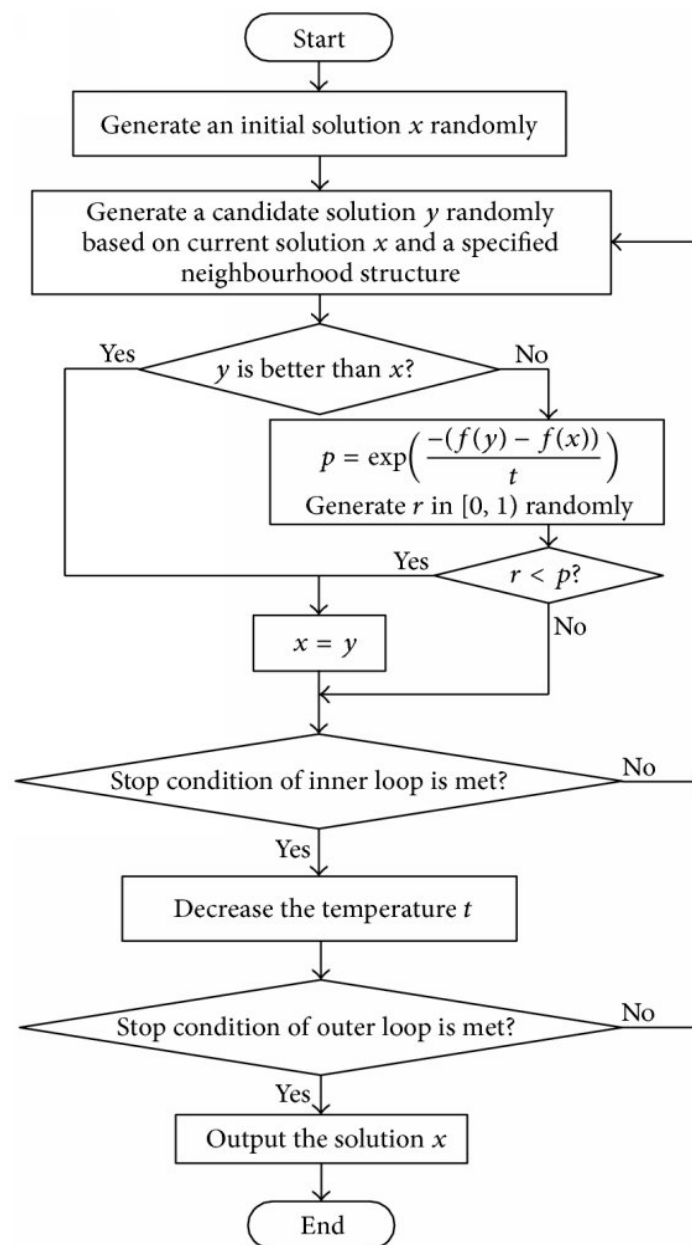 Start
Generate an initial solution x randomly
Generate a candidate solution y randomly
based on current solution x and a specified
neighbourhood structure
Yes
y is better than x?
No
p = exp(−(f(y) − f(x))/t)
Generate r in [0, 1) randomly
Yes
r < p?
No
x = y
Stop condition of inner loop is met?
No
Yes
Decrease the temperature t
Stop condition of outer loop is met?
No
Yes
Output the solution x
End